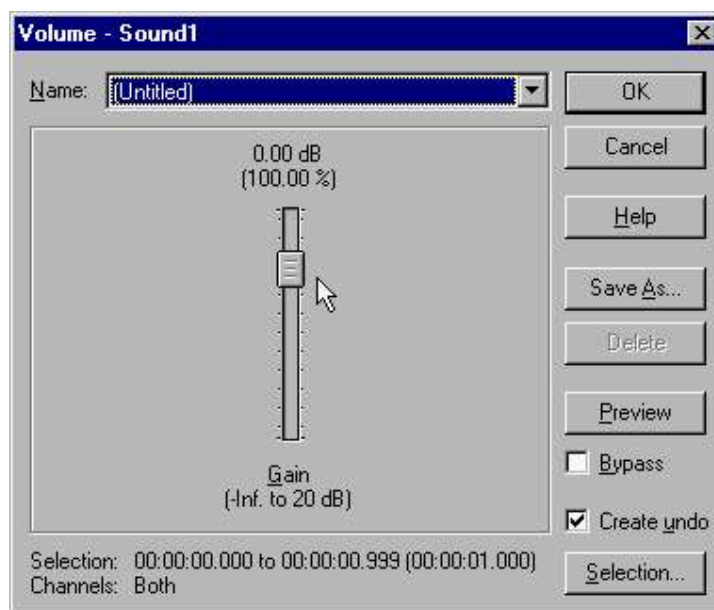 Volume - Sound1
Name: (Untitled)
OK
Cancel
Help
Save As...
Delete
Preview
Bypass
Create undo
Selection...
0.00 dB
(100.00 %)
Gain
(-Inf. to 20 dB)
Selection: 00:00:00.000 to 00:00:00.999 (00:00:01.000)
Channels: Both